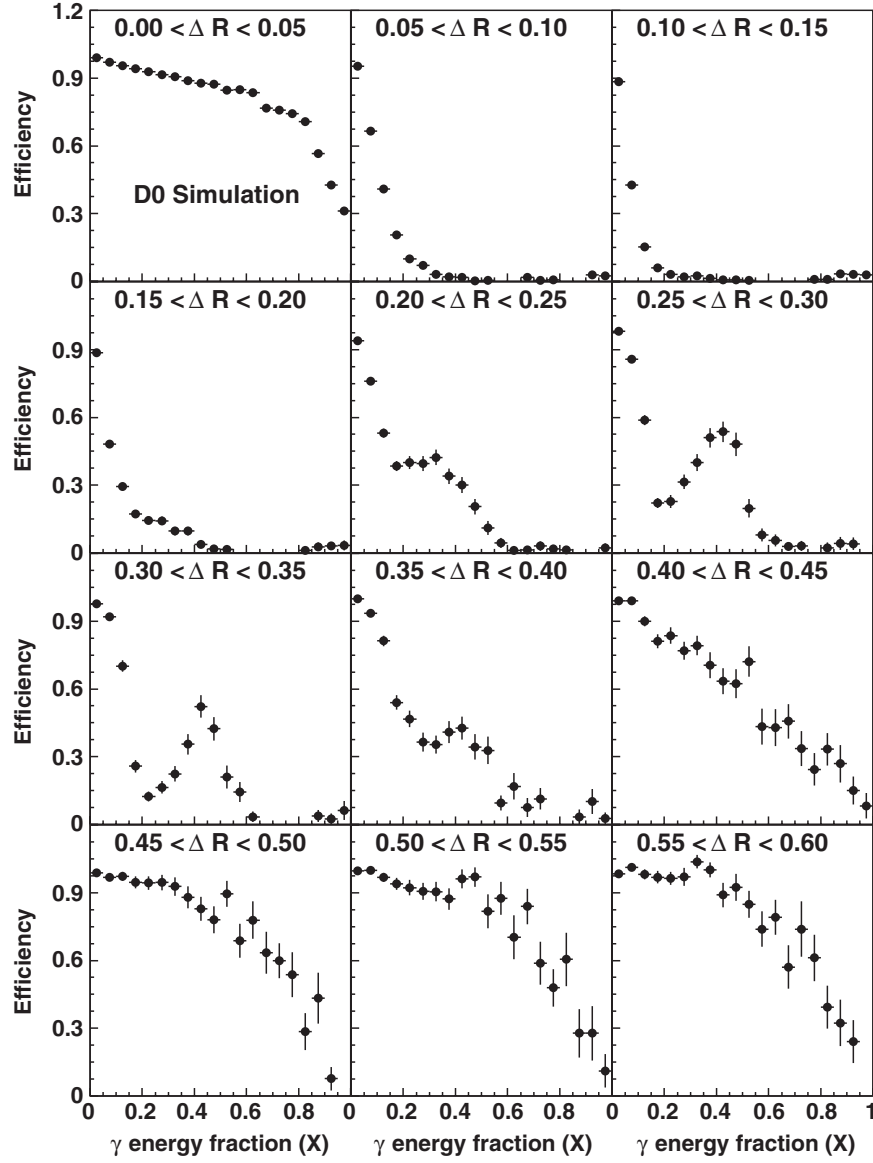 0.00 < Δ R < 0.05
0.05 < Δ R < 0.10
0.10 < Δ R < 0.15
1.2
0.9
0.6
0.3
0
Efficiency
D0 Simulation
0.15 < Δ R < 0.20
0.20 < Δ R < 0.25
0.25 < Δ R < 0.30
0.9
0.6
0.3
0
Efficiency
0.30 < Δ R < 0.35
0.35 < Δ R < 0.40
0.40 < Δ R < 0.45
0.9
0.6
0.3
0
Efficiency
0.45 < Δ R < 0.50
0.50 < Δ R < 0.55
0.55 < Δ R < 0.60
0.9
0.6
0.3
0
Efficiency
0 0.2 0.4 0.6 0.8 0 0.2 0.4 0.6 0.8 0 0.2 0.4 0.6 0.8 1
γ energy fraction (X)
γ energy fraction (X)
γ energy fraction (X)